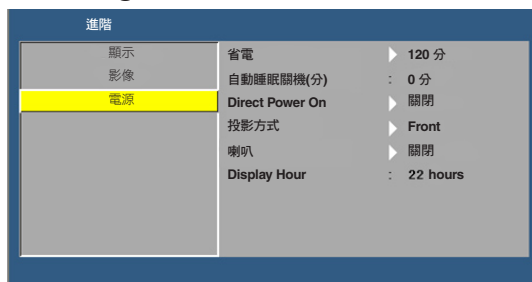 進階
顯示
影像
電源
省電 120 分
自動睡眠關機(分) : 0 分
Direct Power On 關閉
投影方式 Front
喇叭 關閉
Display Hour : 22 hours